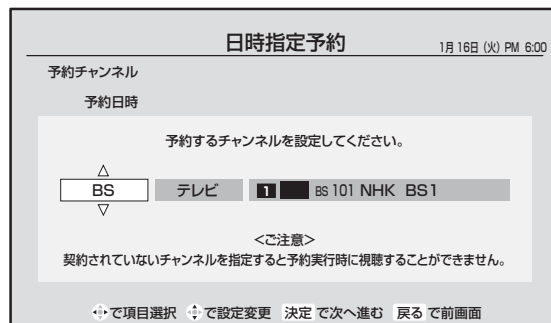 日時指定予約
1月16日 (火) PM 6:00
予約チャンネル
予約日時
予約するチャンネルを設定してください。
BS テレビ 1 BS 101 NHK BS1
<ご注意>
契約されていないチャンネルを指定すると予約実行時に視聴することができません。
で項目選択 で設定変更 決定 で次へ進む 戻る で前画面